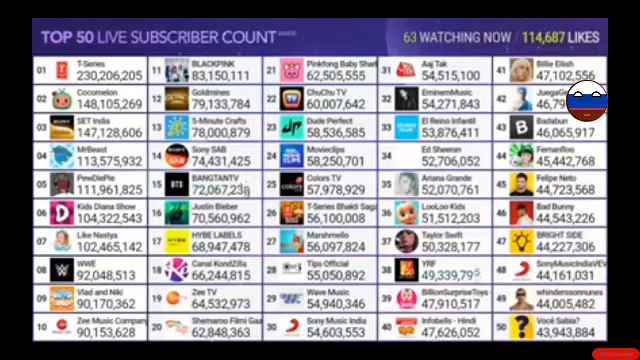 TOP 50 LIVE SUBSCRIBER COUNT
63 WATCHING NOW / 114,687 LIKES
01 T-Series 230,206,205
02 Cocomelon 148,105,269
03 SET India 147,128,606
04 MrBeast 113,575,932
05 PewDiePie 111,961,825
06 Kids Diana Show 104,322,543
07 Like Nastya 102,465,142
08 WWE 92,048,513
09 Vlad and Niki 90,170,362
10 Zee Music Company 90,153,628
11 BLACKPINK 83,150,111
12 Goldmines 79,133,784
13 5-Minute Crafts 78,000,879
14 Sony SAB 74,431,425
15 BANGTANTV 72,067,238
16 Justin Bieber 70,560,962
17 HYBE LABELS 68,947,478
18 Canal KondZilla 66,244,815
19 Zee TV 64,532,973
20 Shemaroo Filmi Gaa 62,848,363
21 Pinkfong Baby Shar 62,505,555
22 ChuChu TV 60,007,642
23 Dude Perfect 58,536,585
24 Movieclips 58,250,701
25 Colors TV 57,978,929
26 T-Series Bhakti Saga 56,100,008
27 Marshmello 56,097,824
28 Tips Official 55,050,892
29 Wave Music 54,940,346
30 Sony Music India 54,603,553
31 Aaj Tak 54,515,100
32 EminemMusic 54,271,843
33 El Reino Infantil 53,876,411
34 Ed Sheeran 52,706,052
35 Ariana Grande 52,070,761
36 LooLoo Kids 51,512,203
37 Taylor Swift 50,328,177
38 YRF 49,339,795
39 BillionSurpriseToys 47,910,517
40 Infobells - Hindi 47,626,052
41 Billie Eilish 47,102,556
42 JuegaGe 46,79
43 Badabun 46,065,917
44 Fernanfloo 45,442,768
45 Felipe Neto 44,723,568
46 Bad Bunny 44,543,226
47 BRIGHT SIDE 44,227,306
48 SonyMusicIndiaVEV 44,161,031
49 whinderssonnunes 44,005,482
50 Você Sabia? 43,943,884